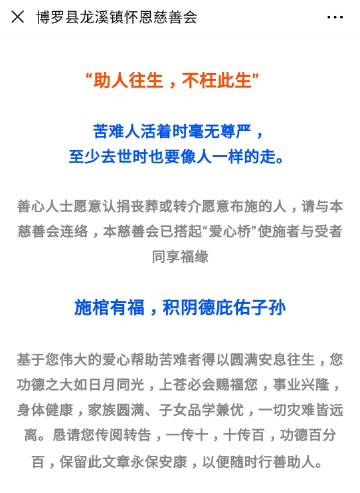 博罗县龙溪镇怀恩慈善会
“助人往生，不枉此生”
苦难人活着时毫无尊严，
至少去世时也要像人一样的走。
善心人士愿意认捐丧葬或转介愿意布施的人，请与本
慈善会连络，本慈善会已搭起“爱心桥”使施者与受者
同享福缘
施棺有福，积阴德庇佑子孙
基于您伟大的爱心帮助苦难者得以圆满安息往生，您
功德之大如日月同光，上苍必会赐福您，事业兴隆，
身体健康，家族圆满、子女品学兼优，一切灾难皆远
离。恳请您传阅转告，一传十，十传百，功德百分
百，保留此文章永保安康，以便随时行善助人。